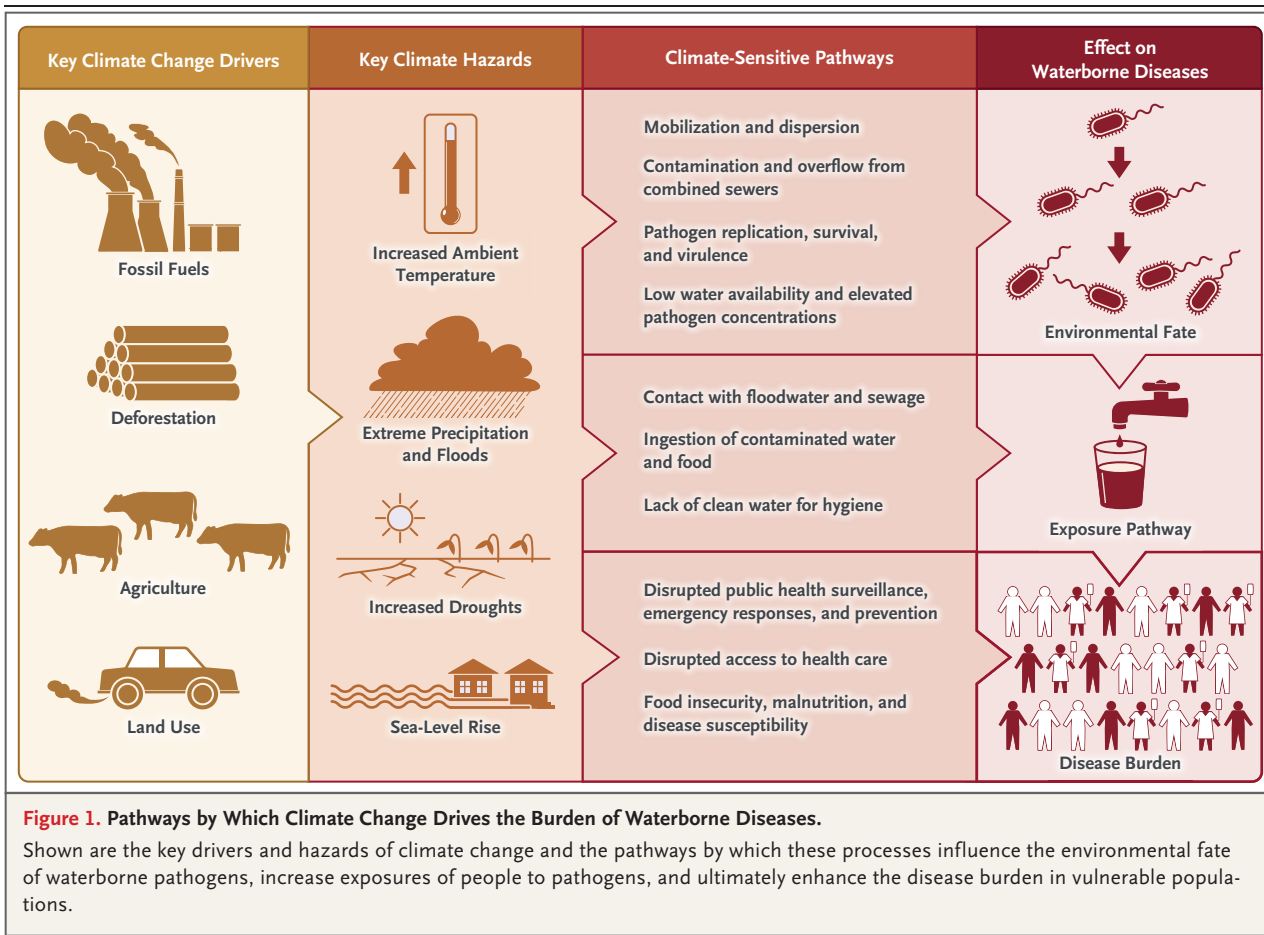 Key Climate Change Drivers
Key Climate Hazards
Climate-Sensitive Pathways
Effect on
Waterborne Diseases
Fossil Fuels
Deforestation
Agriculture
Land Use
Increased Ambient
Temperature
Extreme Precipitation
and Floods
Increased Droughts
Sea-Level Rise
Mobilization and dispersion
Contamination and overflow from
combined sewers
Pathogen replication, survival,
and virulence
Low water availability and elevated
pathogen concentrations
Environmental Fate
Contact with floodwater and sewage
Ingestion of contaminated water
and food
Lack of clean water for hygiene
Exposure Pathway
Disrupted public health surveillance,
emergency responses, and prevention
Disrupted access to health care
Food insecurity, malnutrition, and
disease susceptibility
Disease Burden
Figure 1. Pathways by Which Climate Change Drives the Burden of Waterborne Diseases.
Shown are the key drivers and hazards of climate change and the pathways by which these processes influence the environmental fate
of waterborne pathogens, increase exposures of people to pathogens, and ultimately enhance the disease burden in vulnerable popula-
tions.